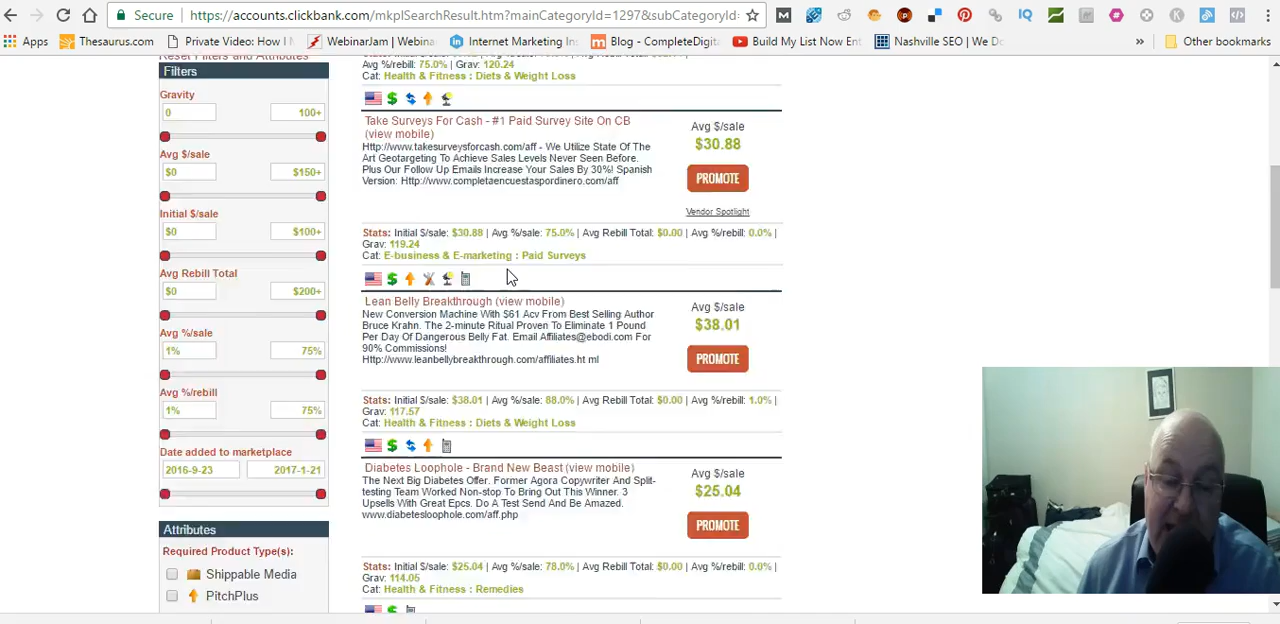 Secure
https://accounts.clickbank.com/mkplSearchResult.htm?mainCategoryId=1297&subCategoryId:
Apps
Thesaurus.com
Private Video: How I M
WebinarJam | Webina
Internet Marketing In
Blog - CompleteDigita
Build My List Now Ent
Nashville SEO | We Do
»
Other bookmarks
Reset Filters and Attributes
Filters
Gravity
0
100+
Avg $/sale
$0
$150+
Initial $/sale
$0
$100+
Avg Rebill Total
$0
$200+
Avg %/sale
1%
75%
Avg %/rebill
1%
75%
Date added to marketplace
2016-9-23
2017-1-21
Attributes
Required Product Type(s):
Shippable Media
PitchPlus
Avg %/rebill: 75.0% | Grav: 120.24
Cat: Health & Fitness : Diets & Weight Loss
Take Surveys For Cash - #1 Paid Survey Site On CB
(view mobile)
Http://www.takesurveysforcash.com/aff - We Utilize State Of The
Art Geotargeting To Achieve Sales Levels Never Seen Before.
Plus Our Follow Up Emails Increase Your Sales By 30%! Spanish
Version: Http://www.completaencuestaspordinero.com/aff
Avg $/sale
$30.88
PROMOTE
Vendor Spotlight
Stats: Initial $/sale: $30.88 | Avg %/sale: 75.0% | Avg Rebill Total: $0.00 | Avg %/rebill: 0.0% |
Grav: 119.24
Cat: E-business & E-marketing : Paid Surveys
Lean Belly Breakthrough (view mobile)
New Conversion Machine With $61 Acv From Best Selling Author
Bruce Krahn. The 2-minute Ritual Proven To Eliminate 1 Pound
Per Day Of Dangerous Belly Fat. Email Affiliates@ebodi.com For
90% Commissions!
Http://www.leanbellybreakthrough.com/affiliates.ht ml
Avg $/sale
$38.01
PROMOTE
Stats: Initial $/sale: $38.01 | Avg %/sale: 88.0% | Avg Rebill Total: $0.00 | Avg %/rebill: 1.0% |
Grav: 117.57
Cat: Health & Fitness : Diets & Weight Loss
Diabetes Loophole - Brand New Beast (view mobile)
The Next Big Diabetes Offer. Former Agora Copywriter And Split-
testing Team Worked Non-stop To Bring Out This Winner. 3
Upsells With Great Epcs. Do A Test Send And Be Amazed.
www.diabetesloophole.com/aff.php
Avg $/sale
$25.04
PROMOTE
Stats: Initial $/sale: $25.04 | Avg %/sale: 78.0% | Avg Rebill Total: $0.00 | Avg %/rebill: 0.0% |
Grav: 114.05
Cat: Health & Fitness : Remedies